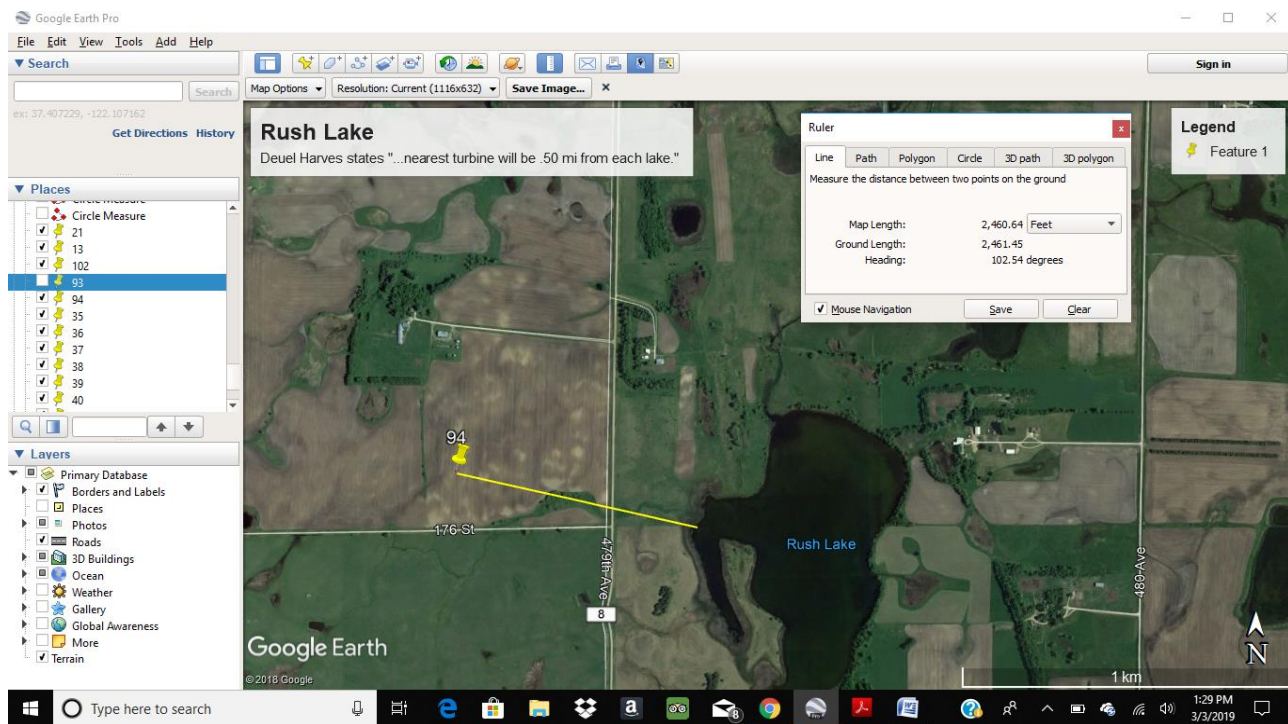 Google Earth Pro
File Edit View Tools Add Help
Search
Search
ex: 37.407229, -122.107162
Get Directions History
Places
Circle Measure
21
13
102
93
94
35
36
37
38
39
40
Layers
Primary Database
Borders and Labels
Places
Photos
Roads
3D Buildings
Ocean
Weather
Gallery
Global Awareness
More
Terrain
Sign in
Map Options Resolution: Current (1116x632) Save Image...
Rush Lake
Deuel Harves states "...nearest turbine will be .50 mi from each lake."
Ruler
Line Path Polygon Circle 3D path 3D polygon
Measure the distance between two points on the ground
Map Length: 2,460.64 Feet
Ground Length: 2,461.45
Heading: 102.54 degrees
Mouse Navigation Save Clear
Legend
Feature 1
94
176 St
479th Ave
8
Rush Lake
480 Ave
N
Google Earth
©2018 Google
1 km
Type here to search
8
1:29 PM
3/3/2019